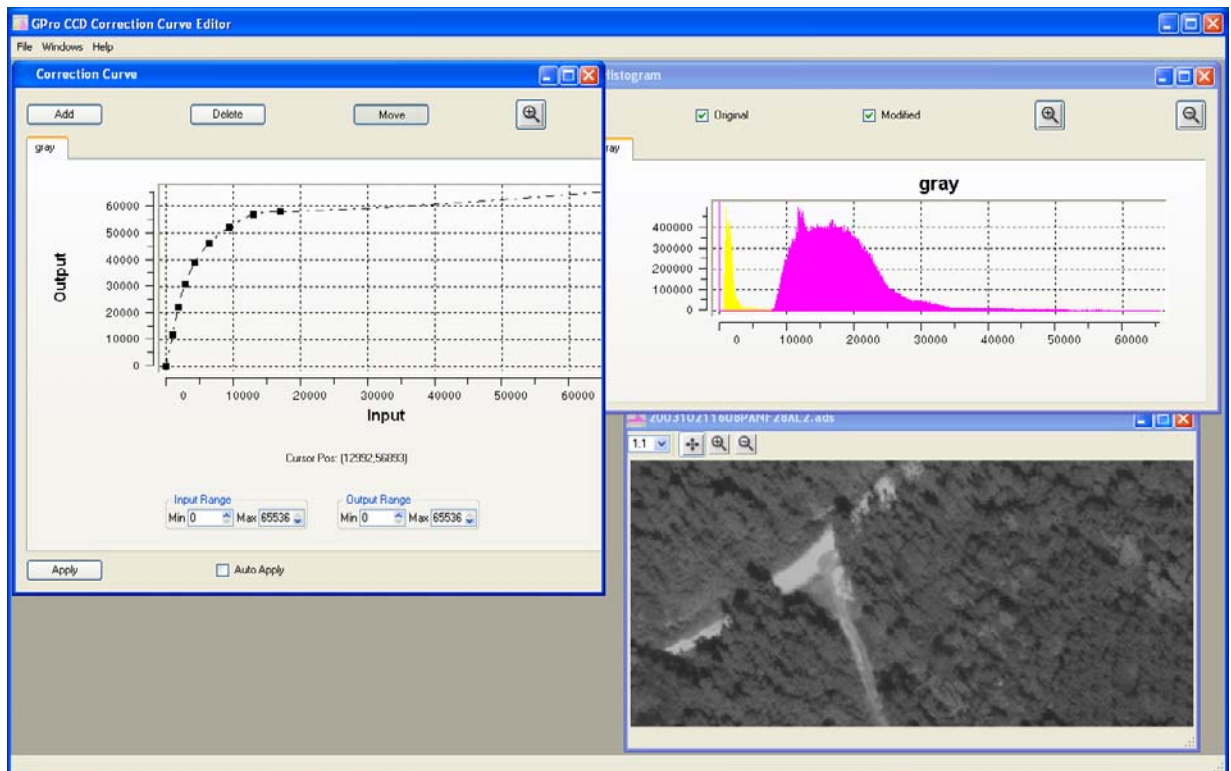 GPro CCD Correction Curve Editor
File Windows Help
Correction Curve
Add Delete Move
gray
Output
60000
50000
40000
30000
20000
10000
0
0 10000 20000 30000 40000 50000 60000
Input
Cursor Pos: (12992,56893)
Input Range
Min 0 Max 65536
Output Range
Min 0 Max 65536
Apply Auto Apply
Histogram
Original Modified
ray
gray
400000
300000
200000
100000
0
0 10000 20000 30000 40000 50000 60000
200310211608PANF28AL2.ads
1:1